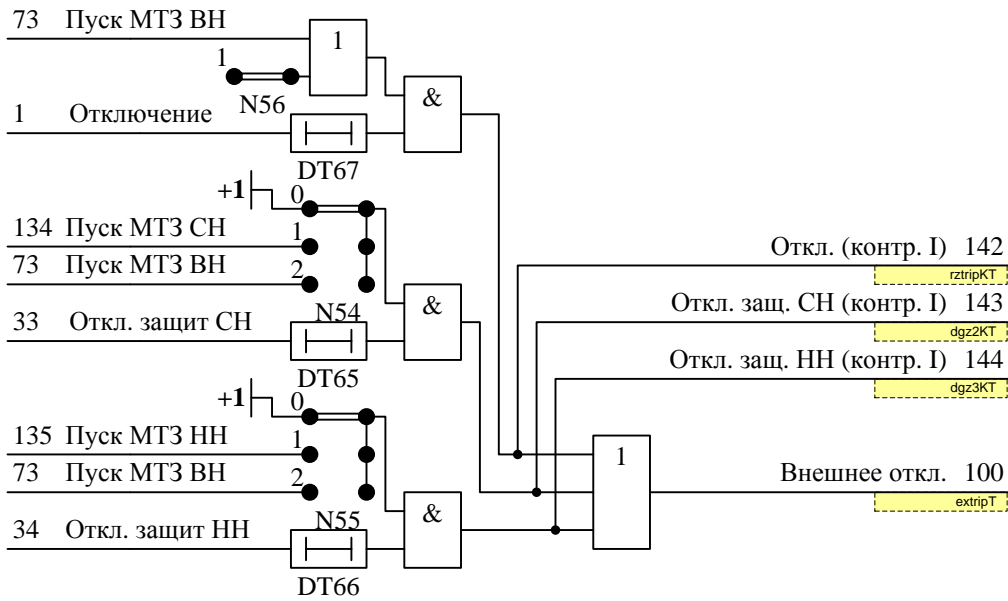 73 Пуск МТЗ ВН
1
1
N56
&
1 Отключение
DT67
+1
0
134 Пуск МТЗ СН
1
73 Пуск МТЗ ВН
2
N54
&
33 Откл. защит СН
DT65
+1
0
135 Пуск МТЗ НН
1
73 Пуск МТЗ ВН
2
N55
&
34 Откл. защит НН
DT66
Откл. (контр. I) 142
rztripKT
Откл. защ. СН (контр. I) 143
dgz2KT
Откл. защ. НН (контр. I) 144
dgz3KT
1
Внешнее откл. 100
extripT